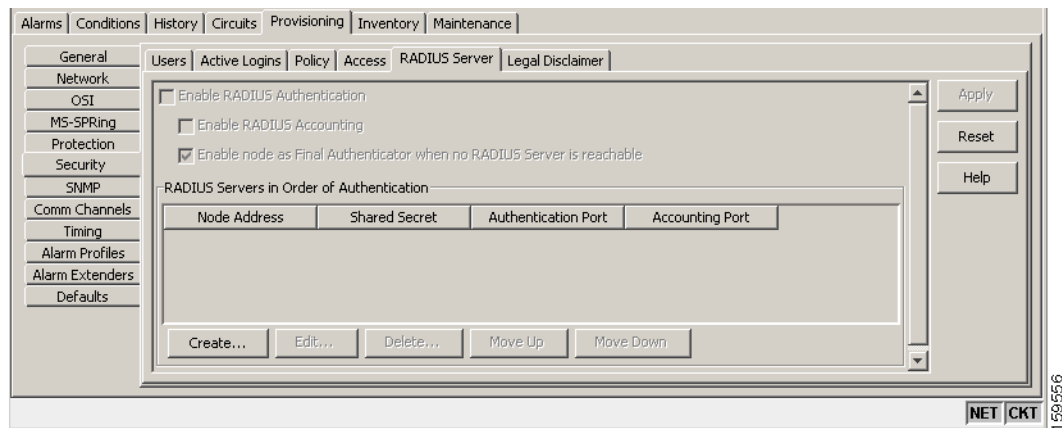 Alarms Conditions History Circuits Provisioning Inventory Maintenance
General
Network
OSI
MS-SPRing
Protection
Security
SNMP
Comm Channels
Timing
Alarm Profiles
Alarm Extenders
Defaults
Users Active Logins Policy Access RADIUS Server Legal Disclaimer
Enable RADIUS Authentication
Enable RADIUS Accounting
Enable node as Final Authenticator when no RADIUS Server is reachable
RADIUS Servers in Order of Authentication
Node Address Shared Secret Authentication Port Accounting Port
Create... Edit... Delete... Move Up Move Down
Apply
Reset
Help
NET CKT
159556